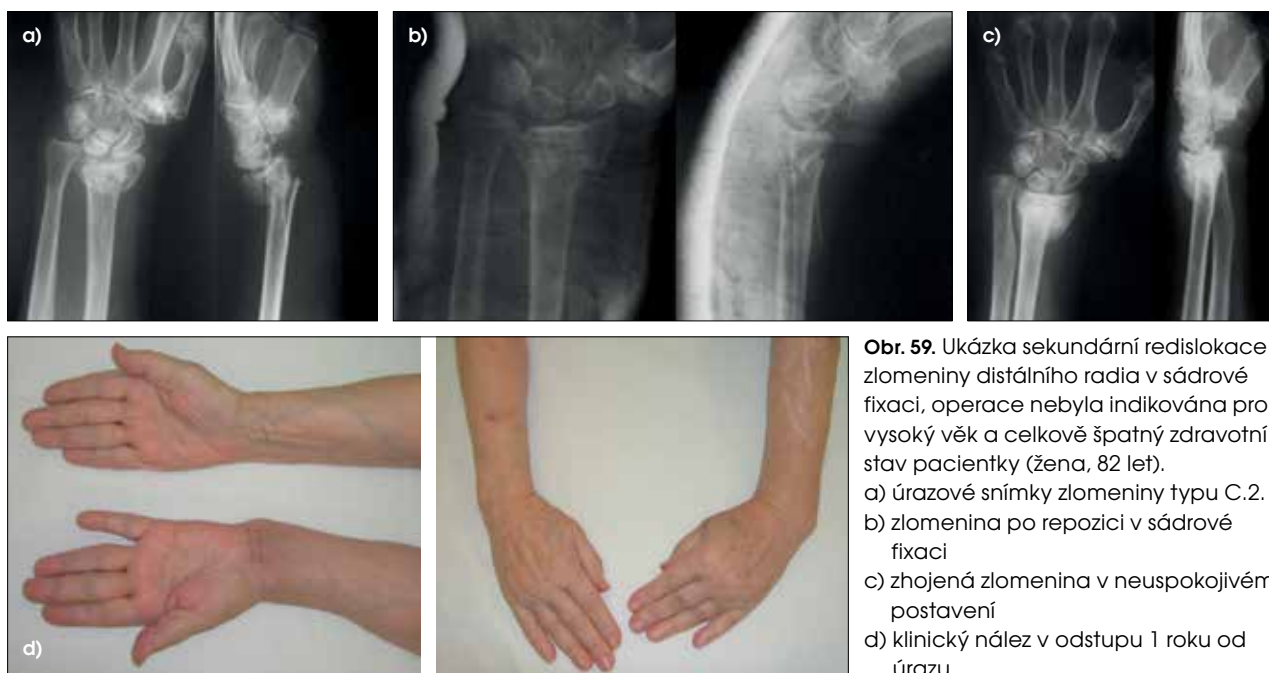 a)
b)
c)
d)
Obr. 59. Ukázka sekundární redislokace
zlomeniny distálního radia v sádrové
fixaci, operace nebyla indikována pro
vysoký věk a celkově špatný zdravotní
stav pacientky (žena, 82 let).
a) úrazové snímky zlomeniny typu C.2.
b) zlomenina po repozici v sádrové
fixaci
c) zhojená zlomenina v neuspokojivém
postavení
d) klinický nález v odstupu 1 roku od
úrazu